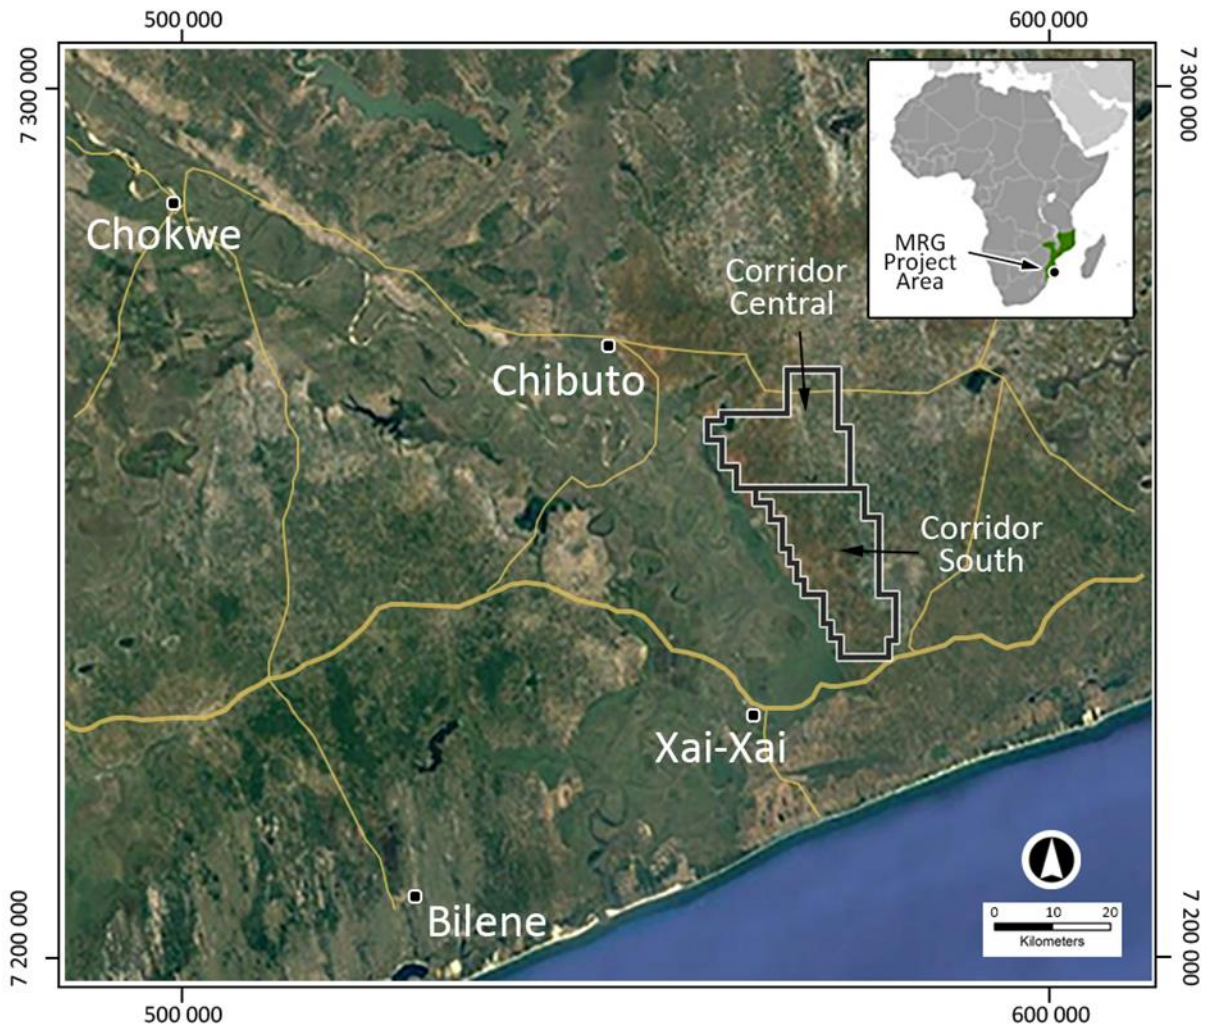 500 000
600 000
7 300 000
7 300 000
MRG
Project
Area
Chokwe
Corridor
Central
Chibuto
Corridor
South
Xai-Xai
Bilene
0 10 20
Kilometers
7 200 000
7 200 000
500 000
600 000